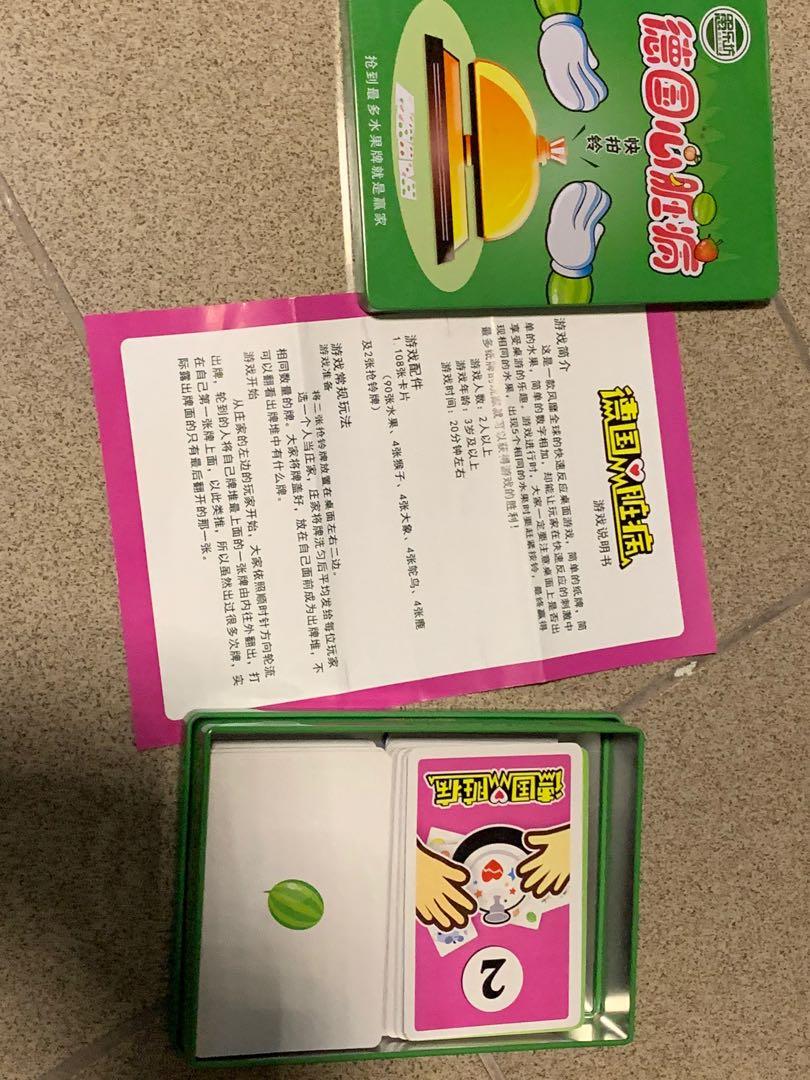 德国心脏病
快拍铃
抢到最多水果牌就是赢家
德国心脏病
游戏说明书
游戏简介
这是一款风靡全球的快速反应桌面游戏，简单的纸牌，简
单的水果，简单的数字相加，却能让玩家在快速反应的刺激中
享受桌游的乐趣。游戏进行时，大家一定要注意桌面上是否出
现相同的水果，出现5个相同的水果时要赶紧按铃，最终赢得
最多纸牌的玩家就可以获得游戏的胜利！
游戏人数：2人以上
游戏年龄：3岁及以上
游戏时间：20分钟左右
游戏配件
1.108张卡片
（90张水果、4张猴子、4张大象、4张鸵鸟、4张鹿
及2张抢铃牌）
游戏常规玩法
游戏准备
将二张抢铃牌放置在桌面左右二边。
选一个人当庄家，庄家将牌洗匀后平均发给每位玩家
相同数量的牌。大家将牌盖好，放在自己面前成为出牌堆，不
可以翻看出牌堆中有什么牌。
游戏开始
从庄家的左边的玩家开始，大家依照顺时针方向轮流
出牌，轮到的人将自己牌堆最上面的一张牌由内往外翻出，打
在自己第一张牌上面，以此类推，所以虽然出过很多次牌，实
际露出牌面的只有最后翻开的那一张。
德国心脏病
2